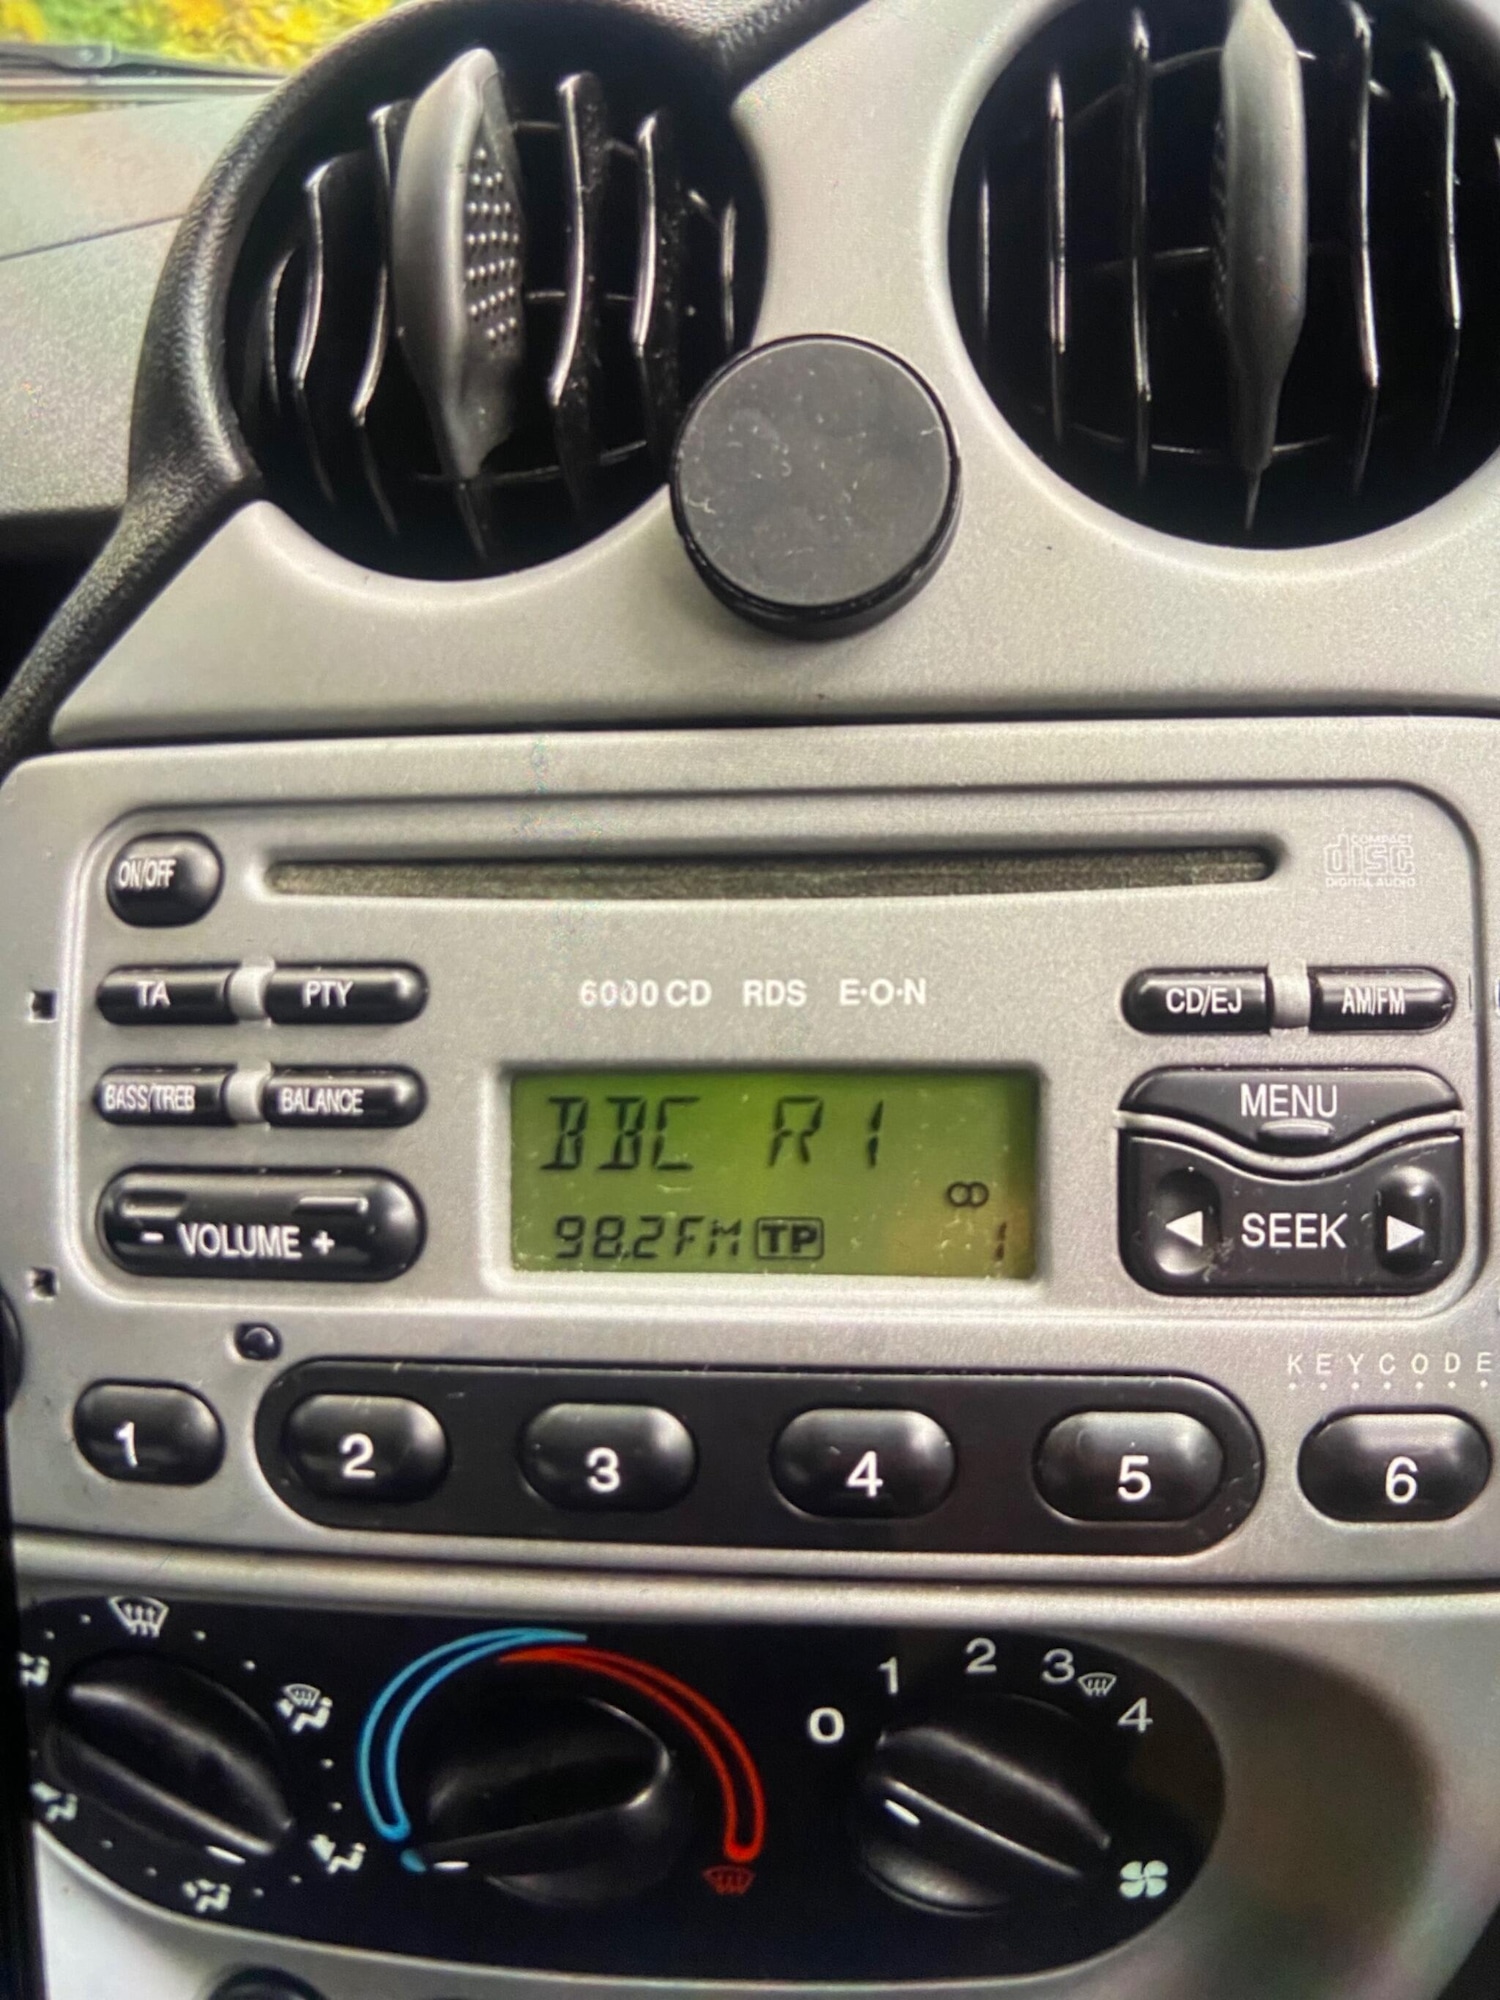 ON/OFF
COMPACT
disc
DIGITAL AUDIO
TA PTY
6000 CD RDS E·O·N
CD/EJ AM/FM
BASS/TREB BALANCE
BBC R1
MENU
- VOLUME +
98.2FM TP 1
◀ SEEK ▶
KEYCODE
1 2 3 4 5 6
0 1 2 3 4